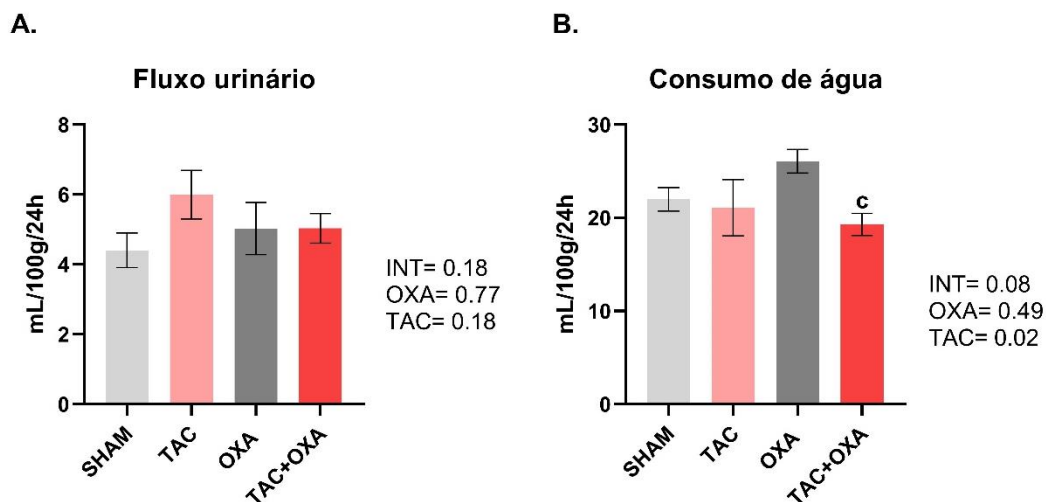 A.
Fluxo urinário
mL/100g/24h
8
6
4
2
0
SHAM
TAC
OXA
TAC+OXA
INT= 0.18
OXA= 0.77
TAC= 0.18
B.
Consumo de água
mL/100g/24h
30
20
10
0
c
SHAM
TAC
OXA
TAC+OXA
INT= 0.08
OXA= 0.49
TAC= 0.02